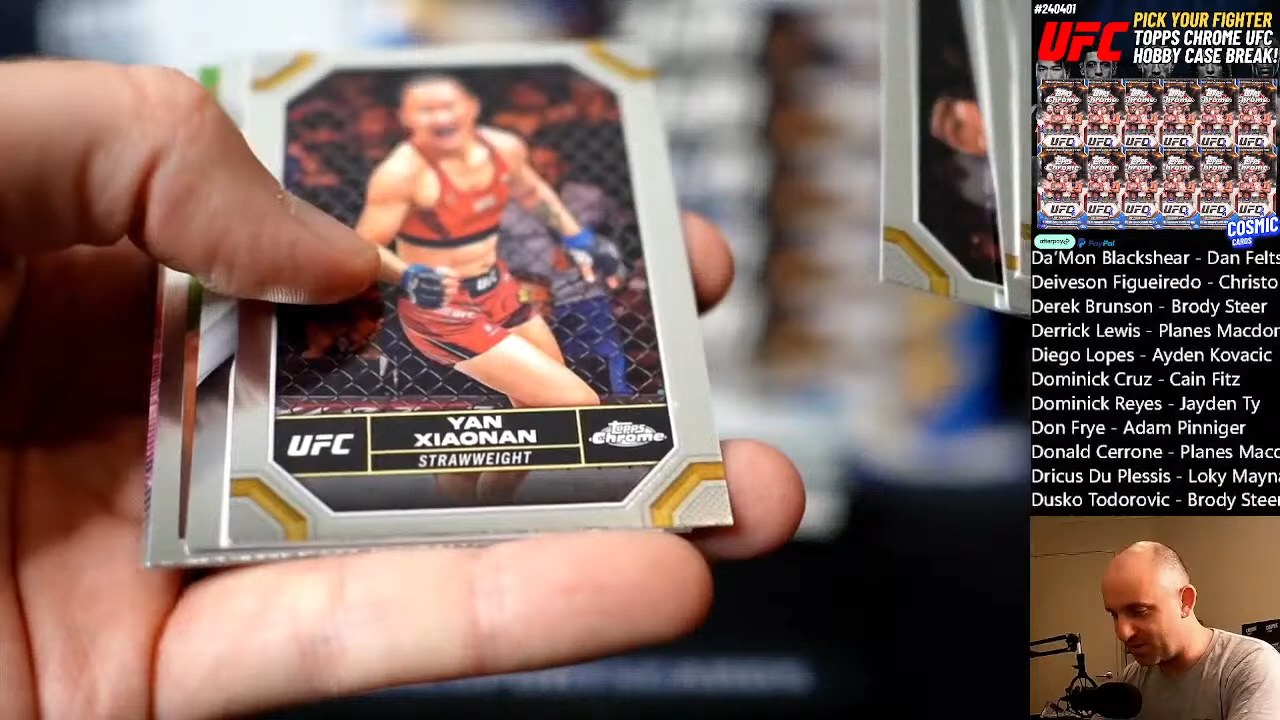 #240401
UFC
PICK YOUR FIGHTER
TOPPS CHROME UFC
HOBBY CASE BREAK!
COSMIC
CARDS
afterpay
PayPal
Da'Mon Blackshear - Dan Felts
Deiveson Figueiredo - Christo
Derek Brunson - Brody Steer
Derrick Lewis - Planes Macdon
Diego Lopes - Ayden Kovacic
Dominick Cruz - Cain Fitz
Dominick Reyes - Jayden Ty
Don Frye - Adam Pinniger
Donald Cerrone - Planes Macd
Dricus Du Plessis - Loky Mayna
Dusko Todorovic - Brody Stee
UFC
YAN
XIAONAN
STRAWWEIGHT
Topps
Chrome